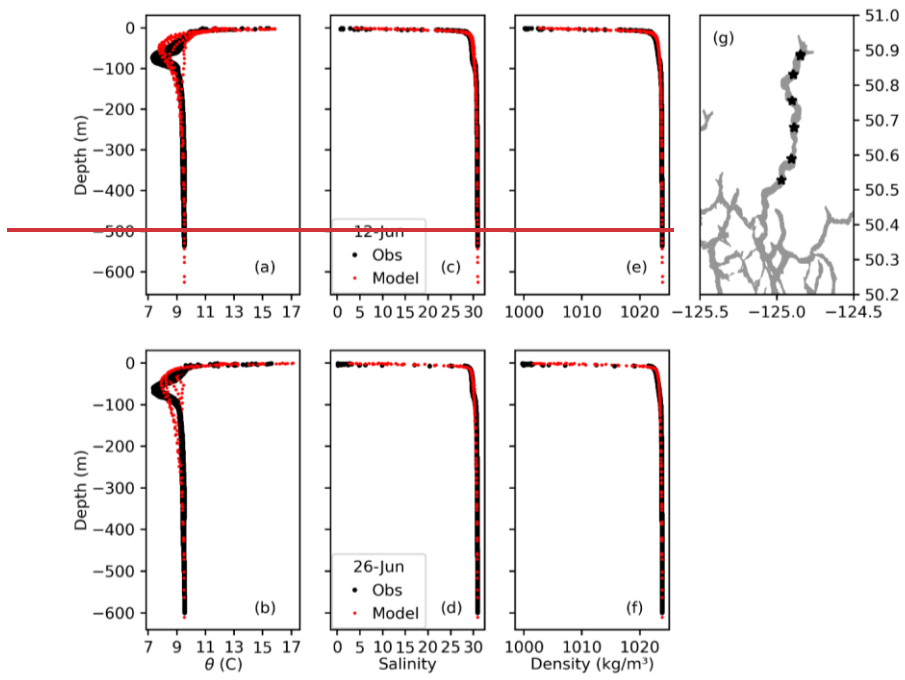 0
−100
−200
−300
−400
−500
−600
Depth (m)
(a)
7 9 11 13 15 17
12-Jun
Obs
Model
(c)
0 5 10 15 20 25 30
(e)
1000 1020
(g)
51.0
50.9
50.8
50.7
50.6
50.5
50.4
50.3
50.2
−125.5 −125.0 −124.5
0
−100
−200
−300
−400
−500
−600
Depth (m)
(b)
7 9 11 13 15 17
θ (C)
26-Jun
Obs
Model
(d)
0 5 10 15 20 25 30
Salinity
(f)
1000 1020
Density (kg/m³)